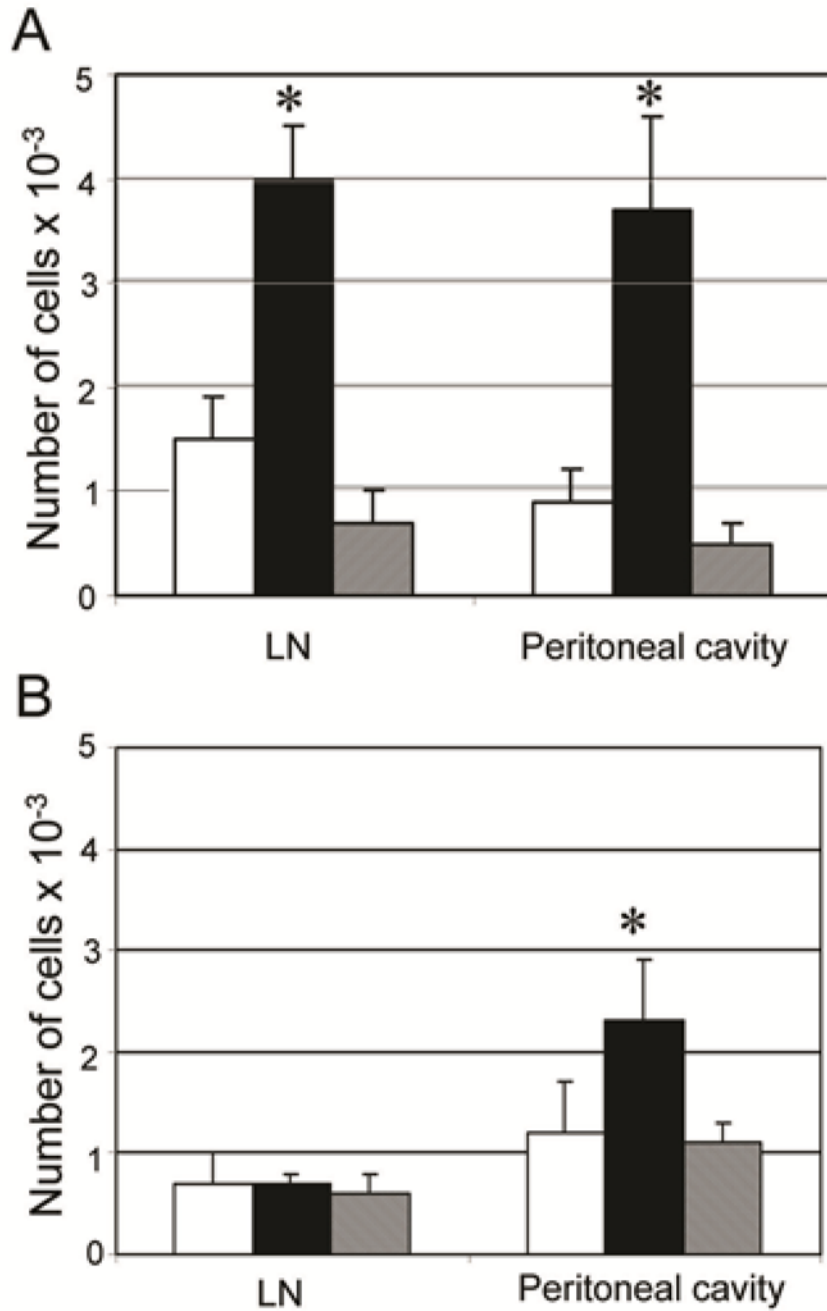 A
Number of cells x 10⁻³
5
4
3
2
1
0
*
*
LN
Peritoneal cavity
B
Number of cells x 10⁻³
5
4
3
2
1
0
*
LN
Peritoneal cavity